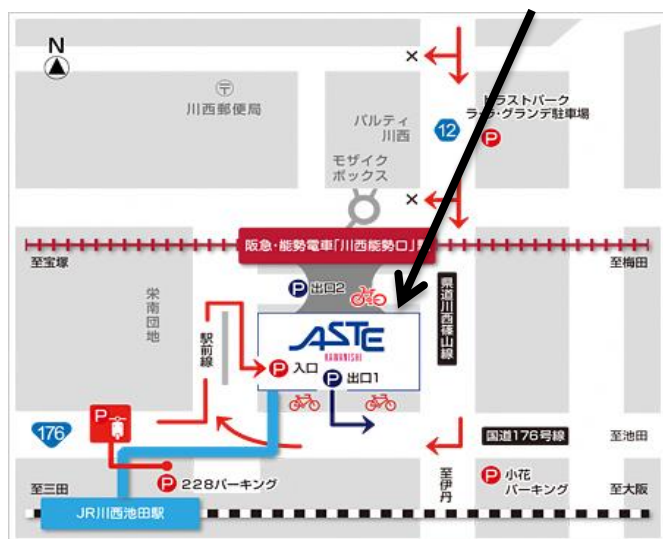 N
〒
川西郵便局
パルティ
川西
12
トラストパーク
ラ・ラ・グランデ駐車場
P
モザイク
ボックス
阪急・能勢電車「川西能勢口」駅
至宝塚
至梅田
P 出口2
栄南団地
駅前線
県道川西篠山線
ASTE
KAWANISHI
P 入口
P 出口1
176
P
国道176号線
至池田
至三田
P 228パーキング
至伊丹
P 小花
パーキング
至大阪
JR川西池田駅